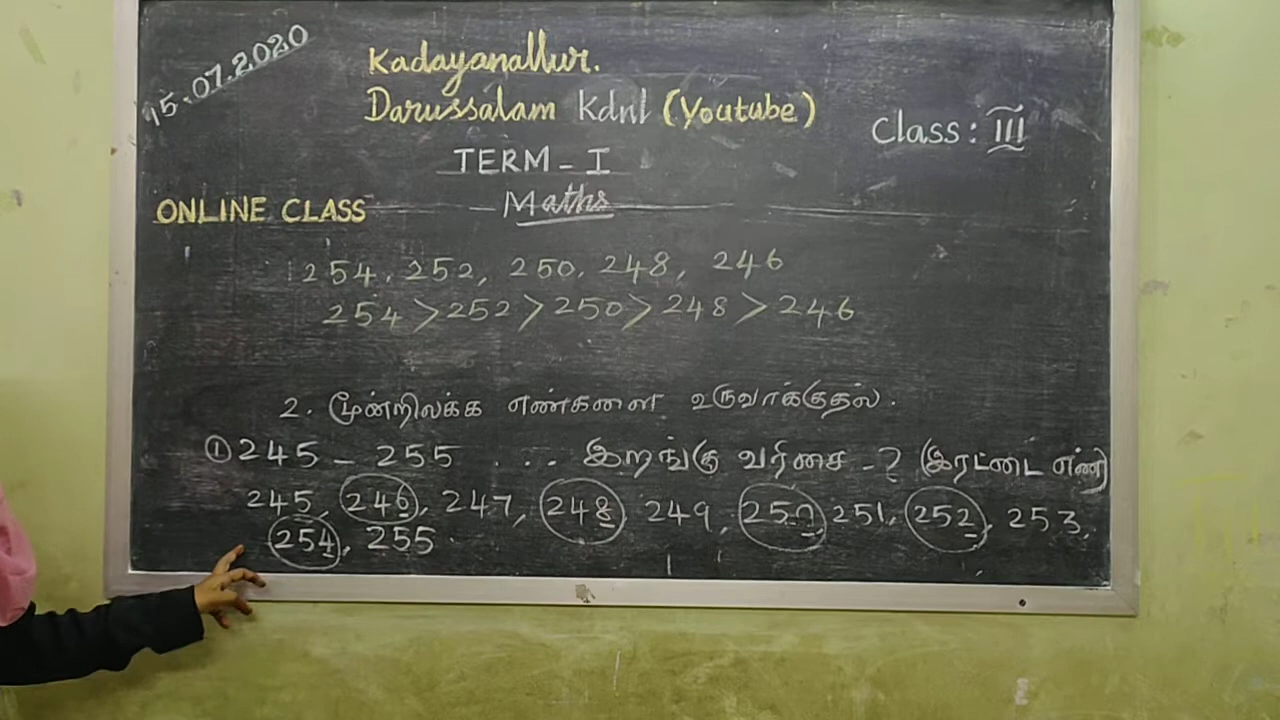 15.07.2020
Kadayanallur.
Darussalam Kdnl (Youtube)
Class: III
TERM - I
Maths
ONLINE CLASS
254, 252, 250, 248, 246
254 > 252 > 250 > 248 > 246
2. மூன்றிலக்க எண்களை உருவாக்குதல்.
① 245 - 255 ... இறங்கு வரிசை -? (இரட்டை எண்)
245, 246, 247, 248, 249, 250, 251, 252, 253,
254, 255.